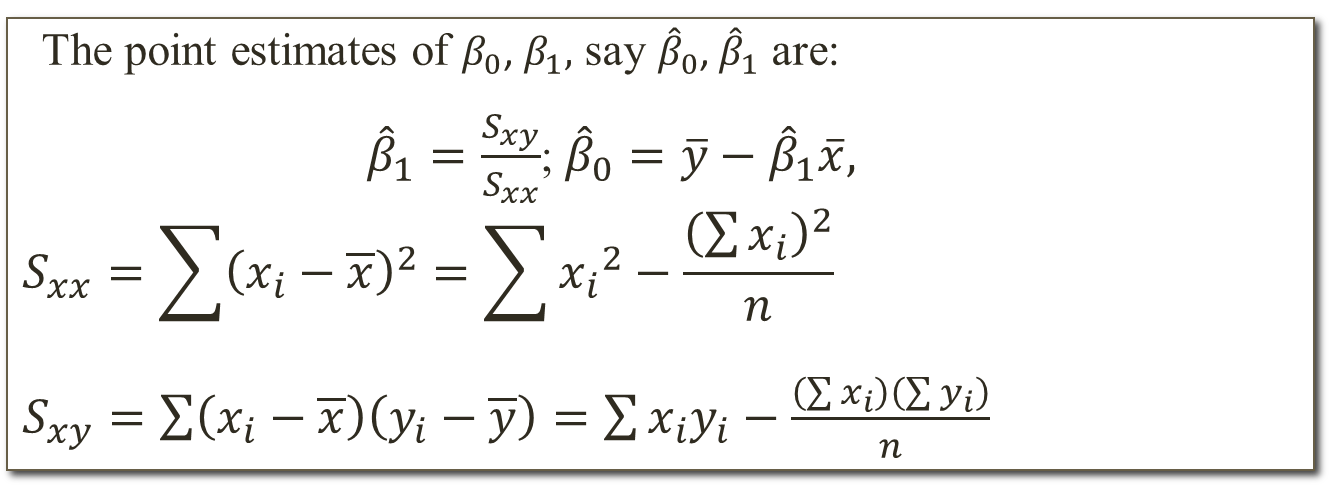 The point estimates of β₀, β₁, say β̂₀, β̂₁ are:
β̂₁ = Sxy/Sxx; β̂₀ = y̅ − β̂₁x̅,
Sxx = ∑(xᵢ − x̅)² = ∑ xᵢ² − (∑ xᵢ)²/n
Sxy = ∑(xᵢ − x̅)(yᵢ − y̅) = ∑ xᵢyᵢ − (∑ xᵢ)(∑ yᵢ)/n